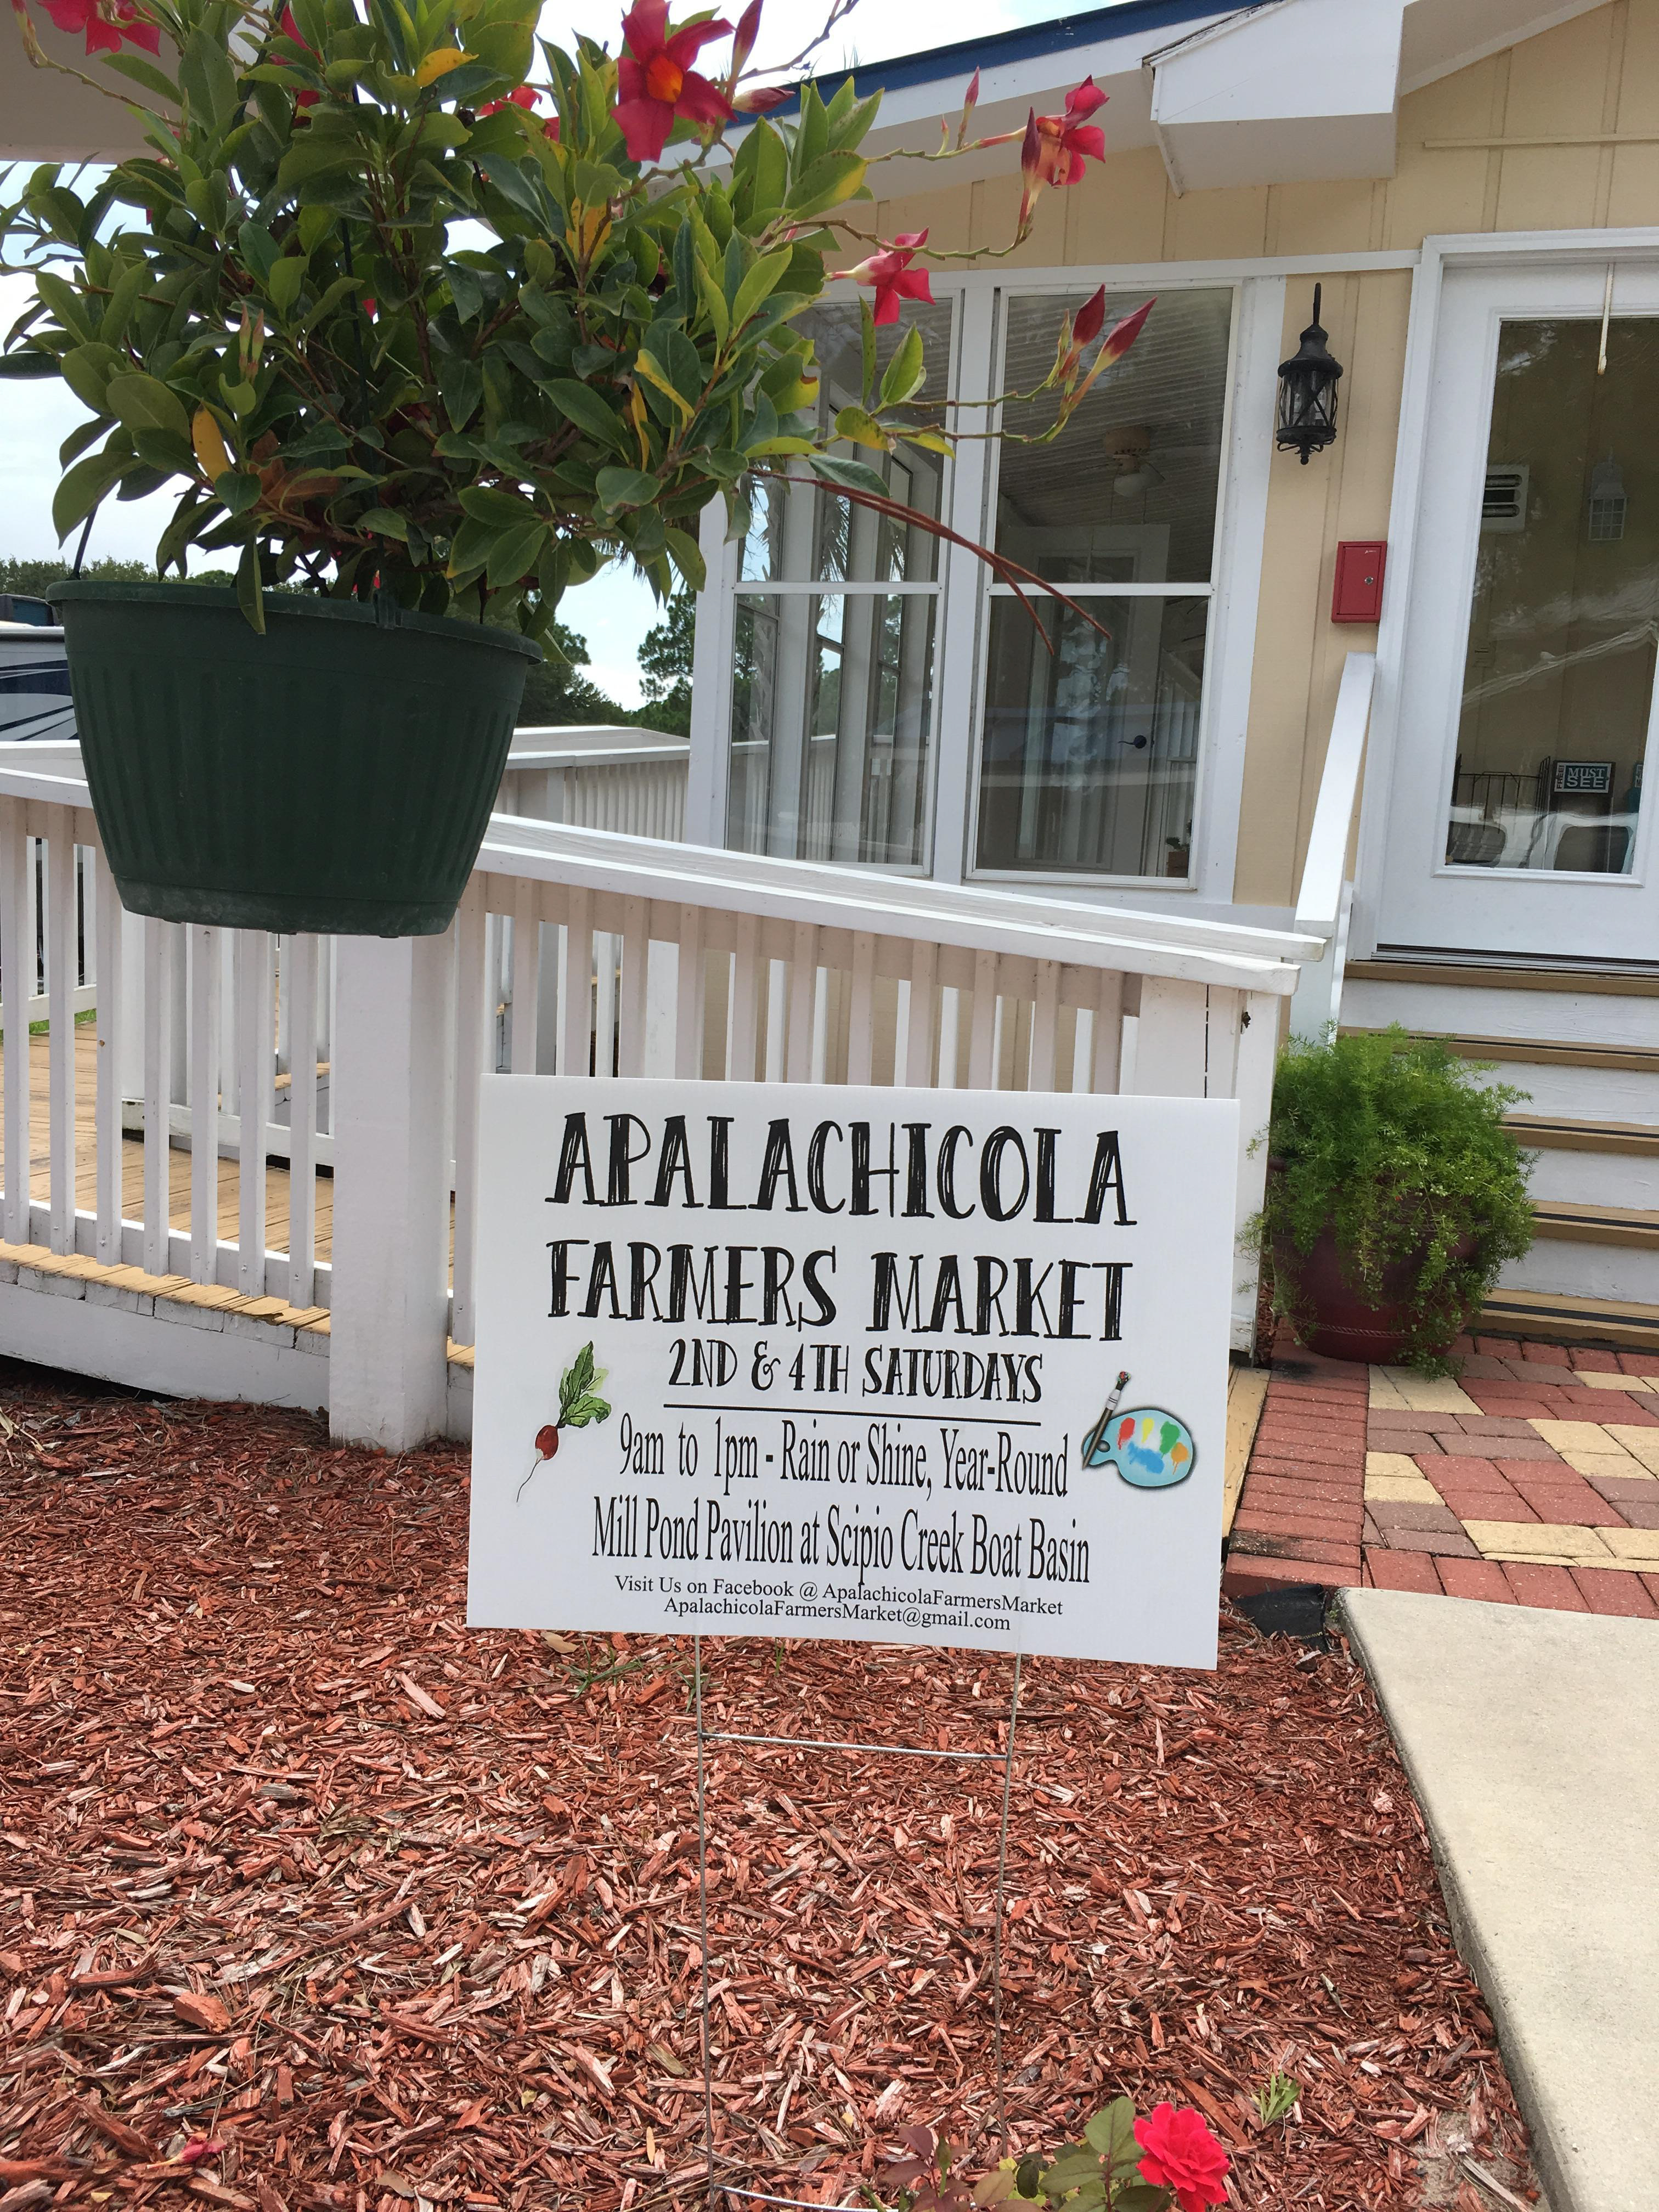 MUST
SEE
APALACHICOLA
FARMERS MARKET
2ND & 4TH SATURDAYS
9am to 1pm - Rain or Shine, Year-Round
Mill Pond Pavilion at Scipio Creek Boat Basin
Visit Us on Facebook @ ApalachicolaFarmersMarket
ApalachicolaFarmersMarket@gmail.com